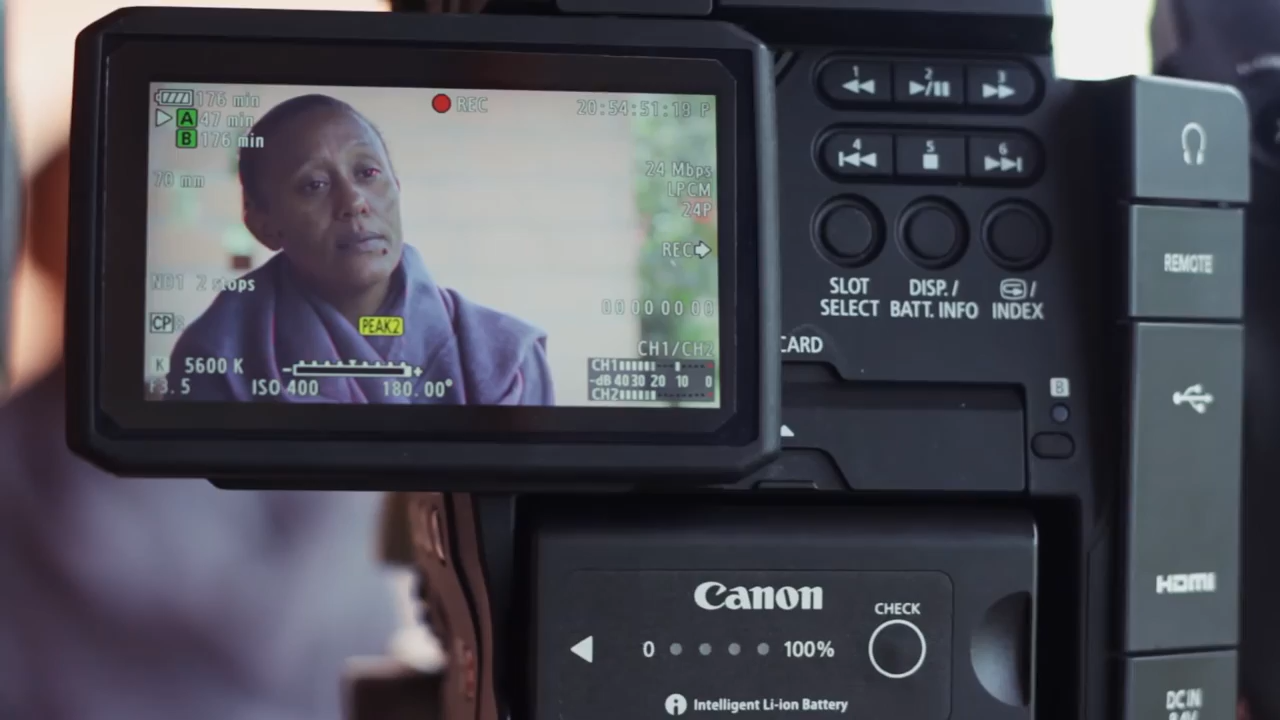 176 min
A 47 min
B 176 min
REC
20:54:51:19 P
70 mm
24 Mbps
LPCM
24P
REC
ND1 2 stops
00 00 00 00
CP
PEAK2
CH1/CH2
K 5600 K
- +
F3.5
ISO 400
180.00°
CH1
-dB 40 30 20 10 0
CH2
1
2
3
4
5
6
SLOT
SELECT
DISP. /
BATT. INFO
/
INDEX
CARD
B
REMOTE
HDMI
DC IN
Canon
CHECK
0
100%
i Intelligent Li-ion Battery